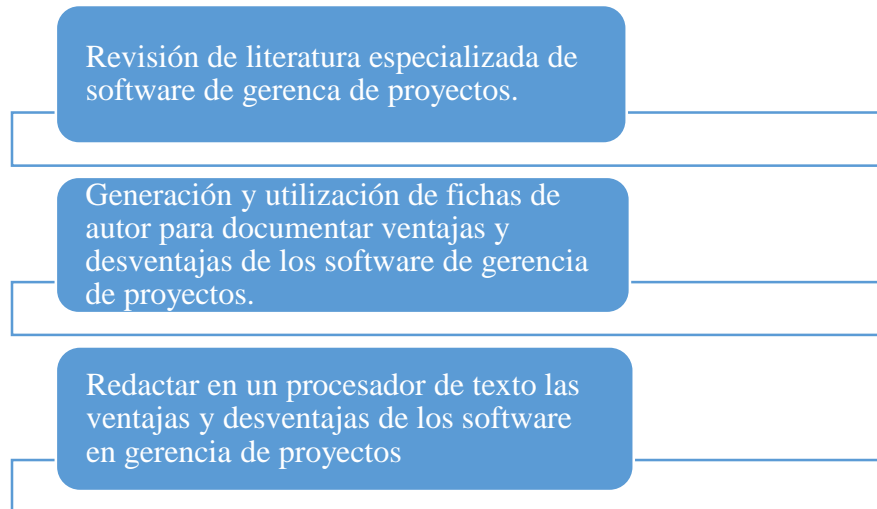 Revisión de literatura especializada de
software de gerenca de proyectos.
Generación y utilización de fichas de
autor para documentar ventajas y
desventajas de los software de gerencia
de proyectos.
Redactar en un procesador de texto las
ventajas y desventajas de los software
en gerencia de proyectos